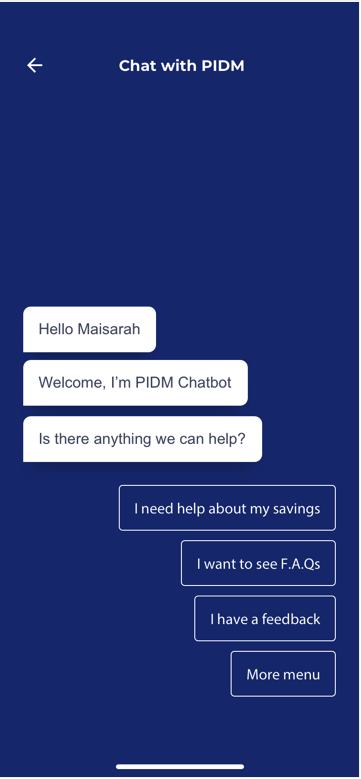 Chat with PIDM
Hello Maisarah
Welcome, I'm PIDM Chatbot
Is there anything we can help?
I need help about my savings
I want to see F.A.Qs
I have a feedback
More menu